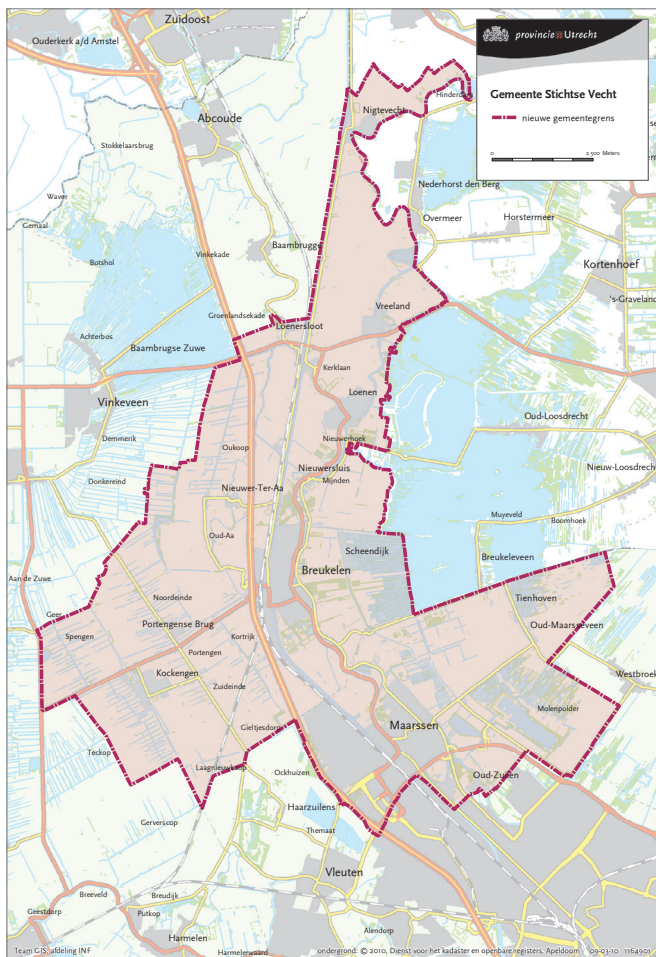 Zuidoost
Ouderkerk a/d Amstel
provincie Utrecht
Gemeente Stichtse Vecht
nieuwe gemeentegrens
0 2.500 Meters
Hinderdam
Nigtevecht
Abcoude
Stokkelaarsbrug
Nederhorst den Berg
Waver
Overmeer
Horstermeer
Gemaal
Baambrugge
Vinkekade
Botshol
Kortenhoef
's-Graveland
Vreeland
Groenlandsekade
Loenersloot
Achterbos
Baambrugse Zuwe
Kerklaan
Loenen
Vinkeveen
Oud-Loosdrecht
Demmerik
Nieuwerhoek
Oukoop
Nieuwersluis
Nieuw-Loosdrecht
Donkereind
Mijnden
Nieuwer-Ter-Aa
Muyeveld
Boomhoek
Oud-Aa
Scheendijk
Breukeleveen
Breukelen
Aan de Zuwe
Noordeinde
Tienhoven
Geer
Portengense Brug
Oud-Maarsseveen
Spengen
Kortrijk
Portengen
Kockengen
Westbroek
Zuideinde
Molenpolder
Gieltjesdorp
Maarssen
Teckop
Laagnieuwkoop
Ockhuizen
Oud-Zuilen
Haarzuilens
Gerverscop
Themaat
Vleuten
Breeveld
Breudijk
Geestdorp
Putkop
Alendorp
Harmelen
Harmelerwaard
Team GIS, afdeling INF
ondergrond: © 2010, Dienst voor het kadaster en openbare registers, Apeldoorn 09-03-10 1164901